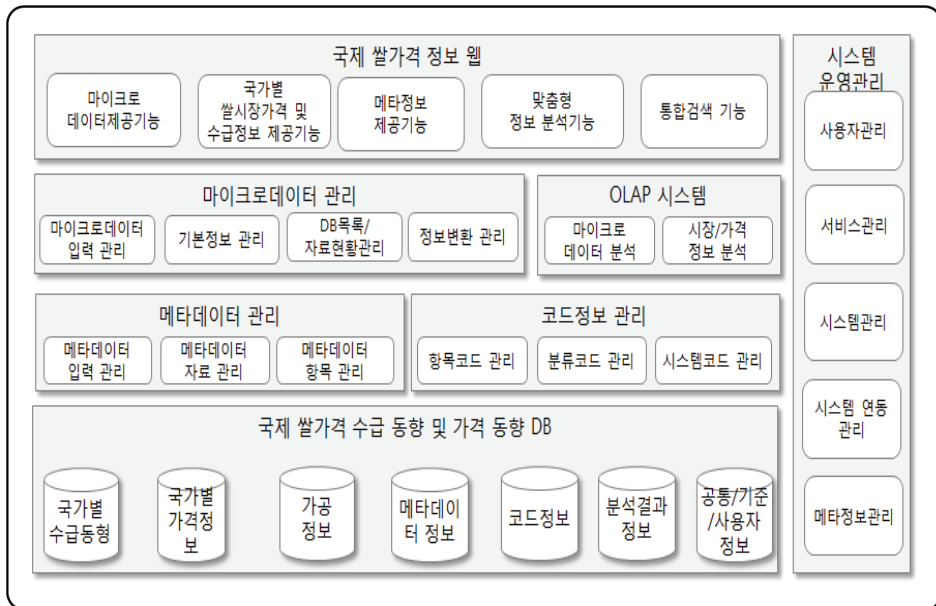 국제 쌀가격 정보 웹
마이크로
데이터제공기능
국가별
쌀시장가격 및
수급정보 제공기능
메타정보
제공기능
맞춤형
정보 분석기능
통합검색 기능
마이크로데이터 관리
마이크로데이터
입력 관리
기본정보 관리
DB목록/
자료현황관리
정보변환 관리
OLAP 시스템
마이크로
데이터 분석
시장/가격
정보 분석
메타데이터 관리
메타데이터
입력 관리
메타데이터
자료 관리
메타데이터
항목 관리
코드정보 관리
항목코드 관리
분류코드 관리
시스템코드 관리
국제 쌀가격 수급 동향 및 가격 동향 DB
국가별
수급동형
국가별
가격정
보
가공
정보
메타데이
터 정보
코드정보
분석결과
정보
공통/기준
/사용자
정보
시스템
운영관리
사용자관리
서비스관리
시스템관리
시스템 연동
관리
메타정보관리